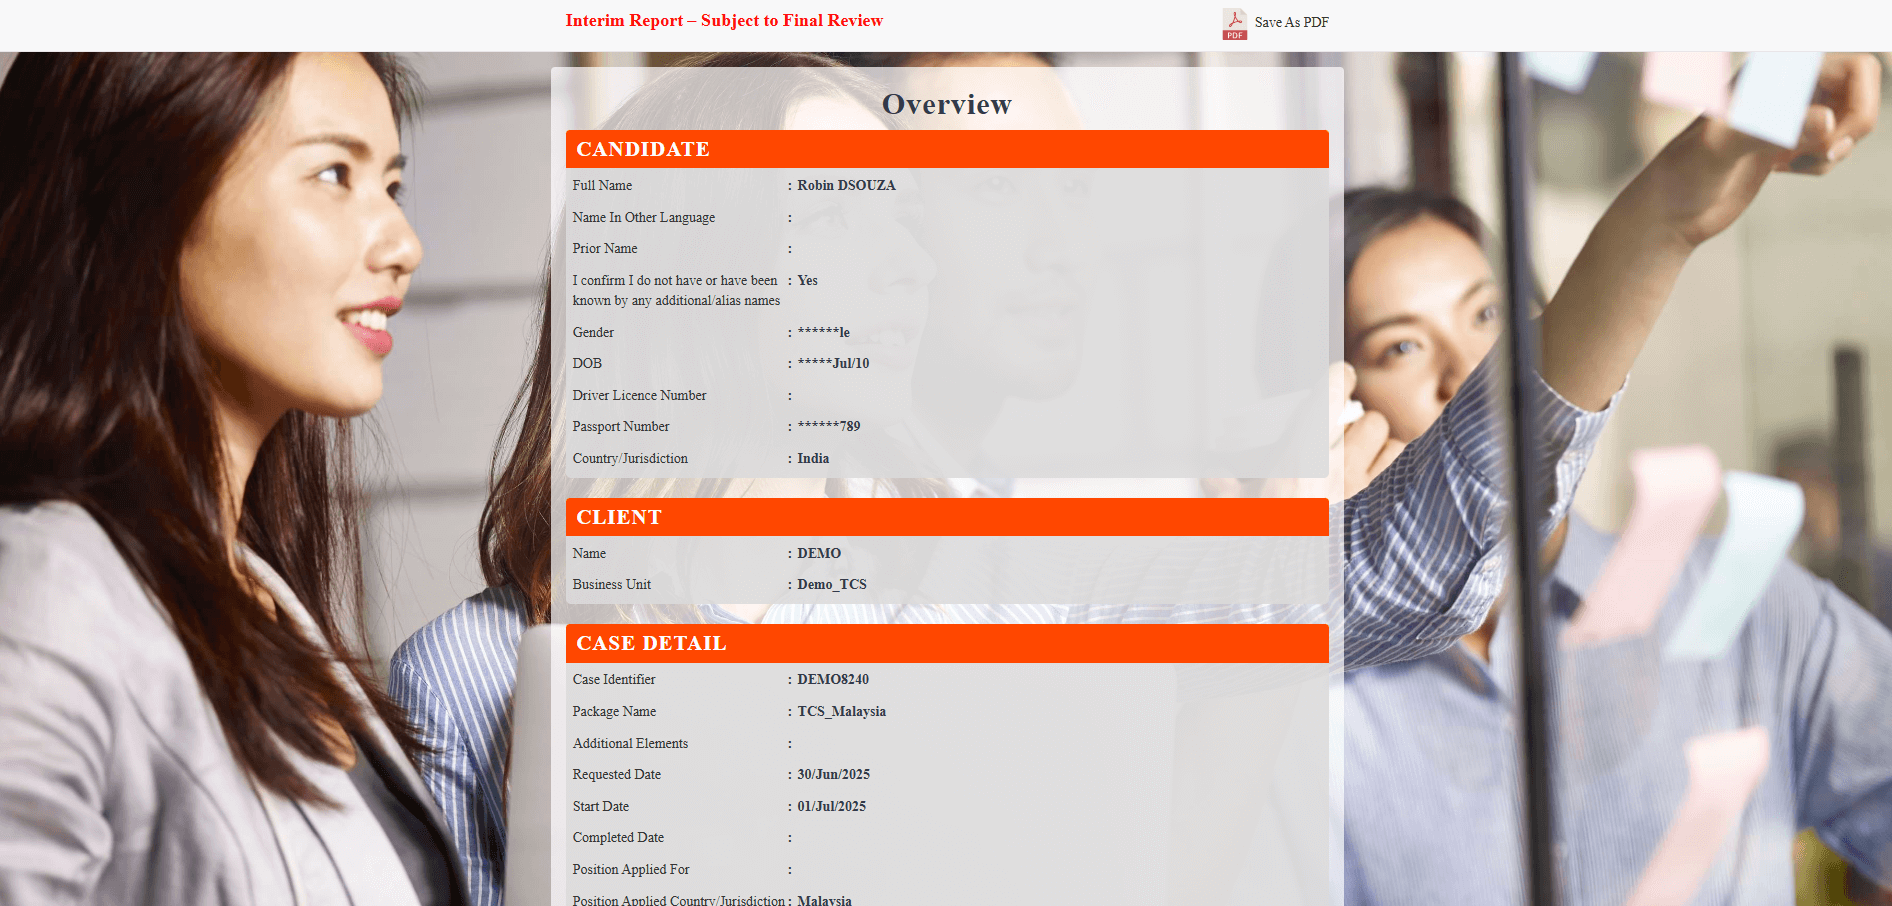 Interim Report – Subject to Final Review
PDF
Save As PDF
Overview
CANDIDATE
Full Name : Robin DSOUZA
Name In Other Language :
Prior Name :
I confirm I do not have or have been : Yes
known by any additional/alias names
Gender : ******le
DOB : *****Jul/10
Driver Licence Number :
Passport Number : ******789
Country/Jurisdiction : India
CLIENT
Name : DEMO
Business Unit : Demo_TCS
CASE DETAIL
Case Identifier : DEMO8240
Package Name : TCS_Malaysia
Additional Elements :
Requested Date : 30/Jun/2025
Start Date : 01/Jul/2025
Completed Date :
Position Applied For :
Position Applied Country/Jurisdiction : Malaysia